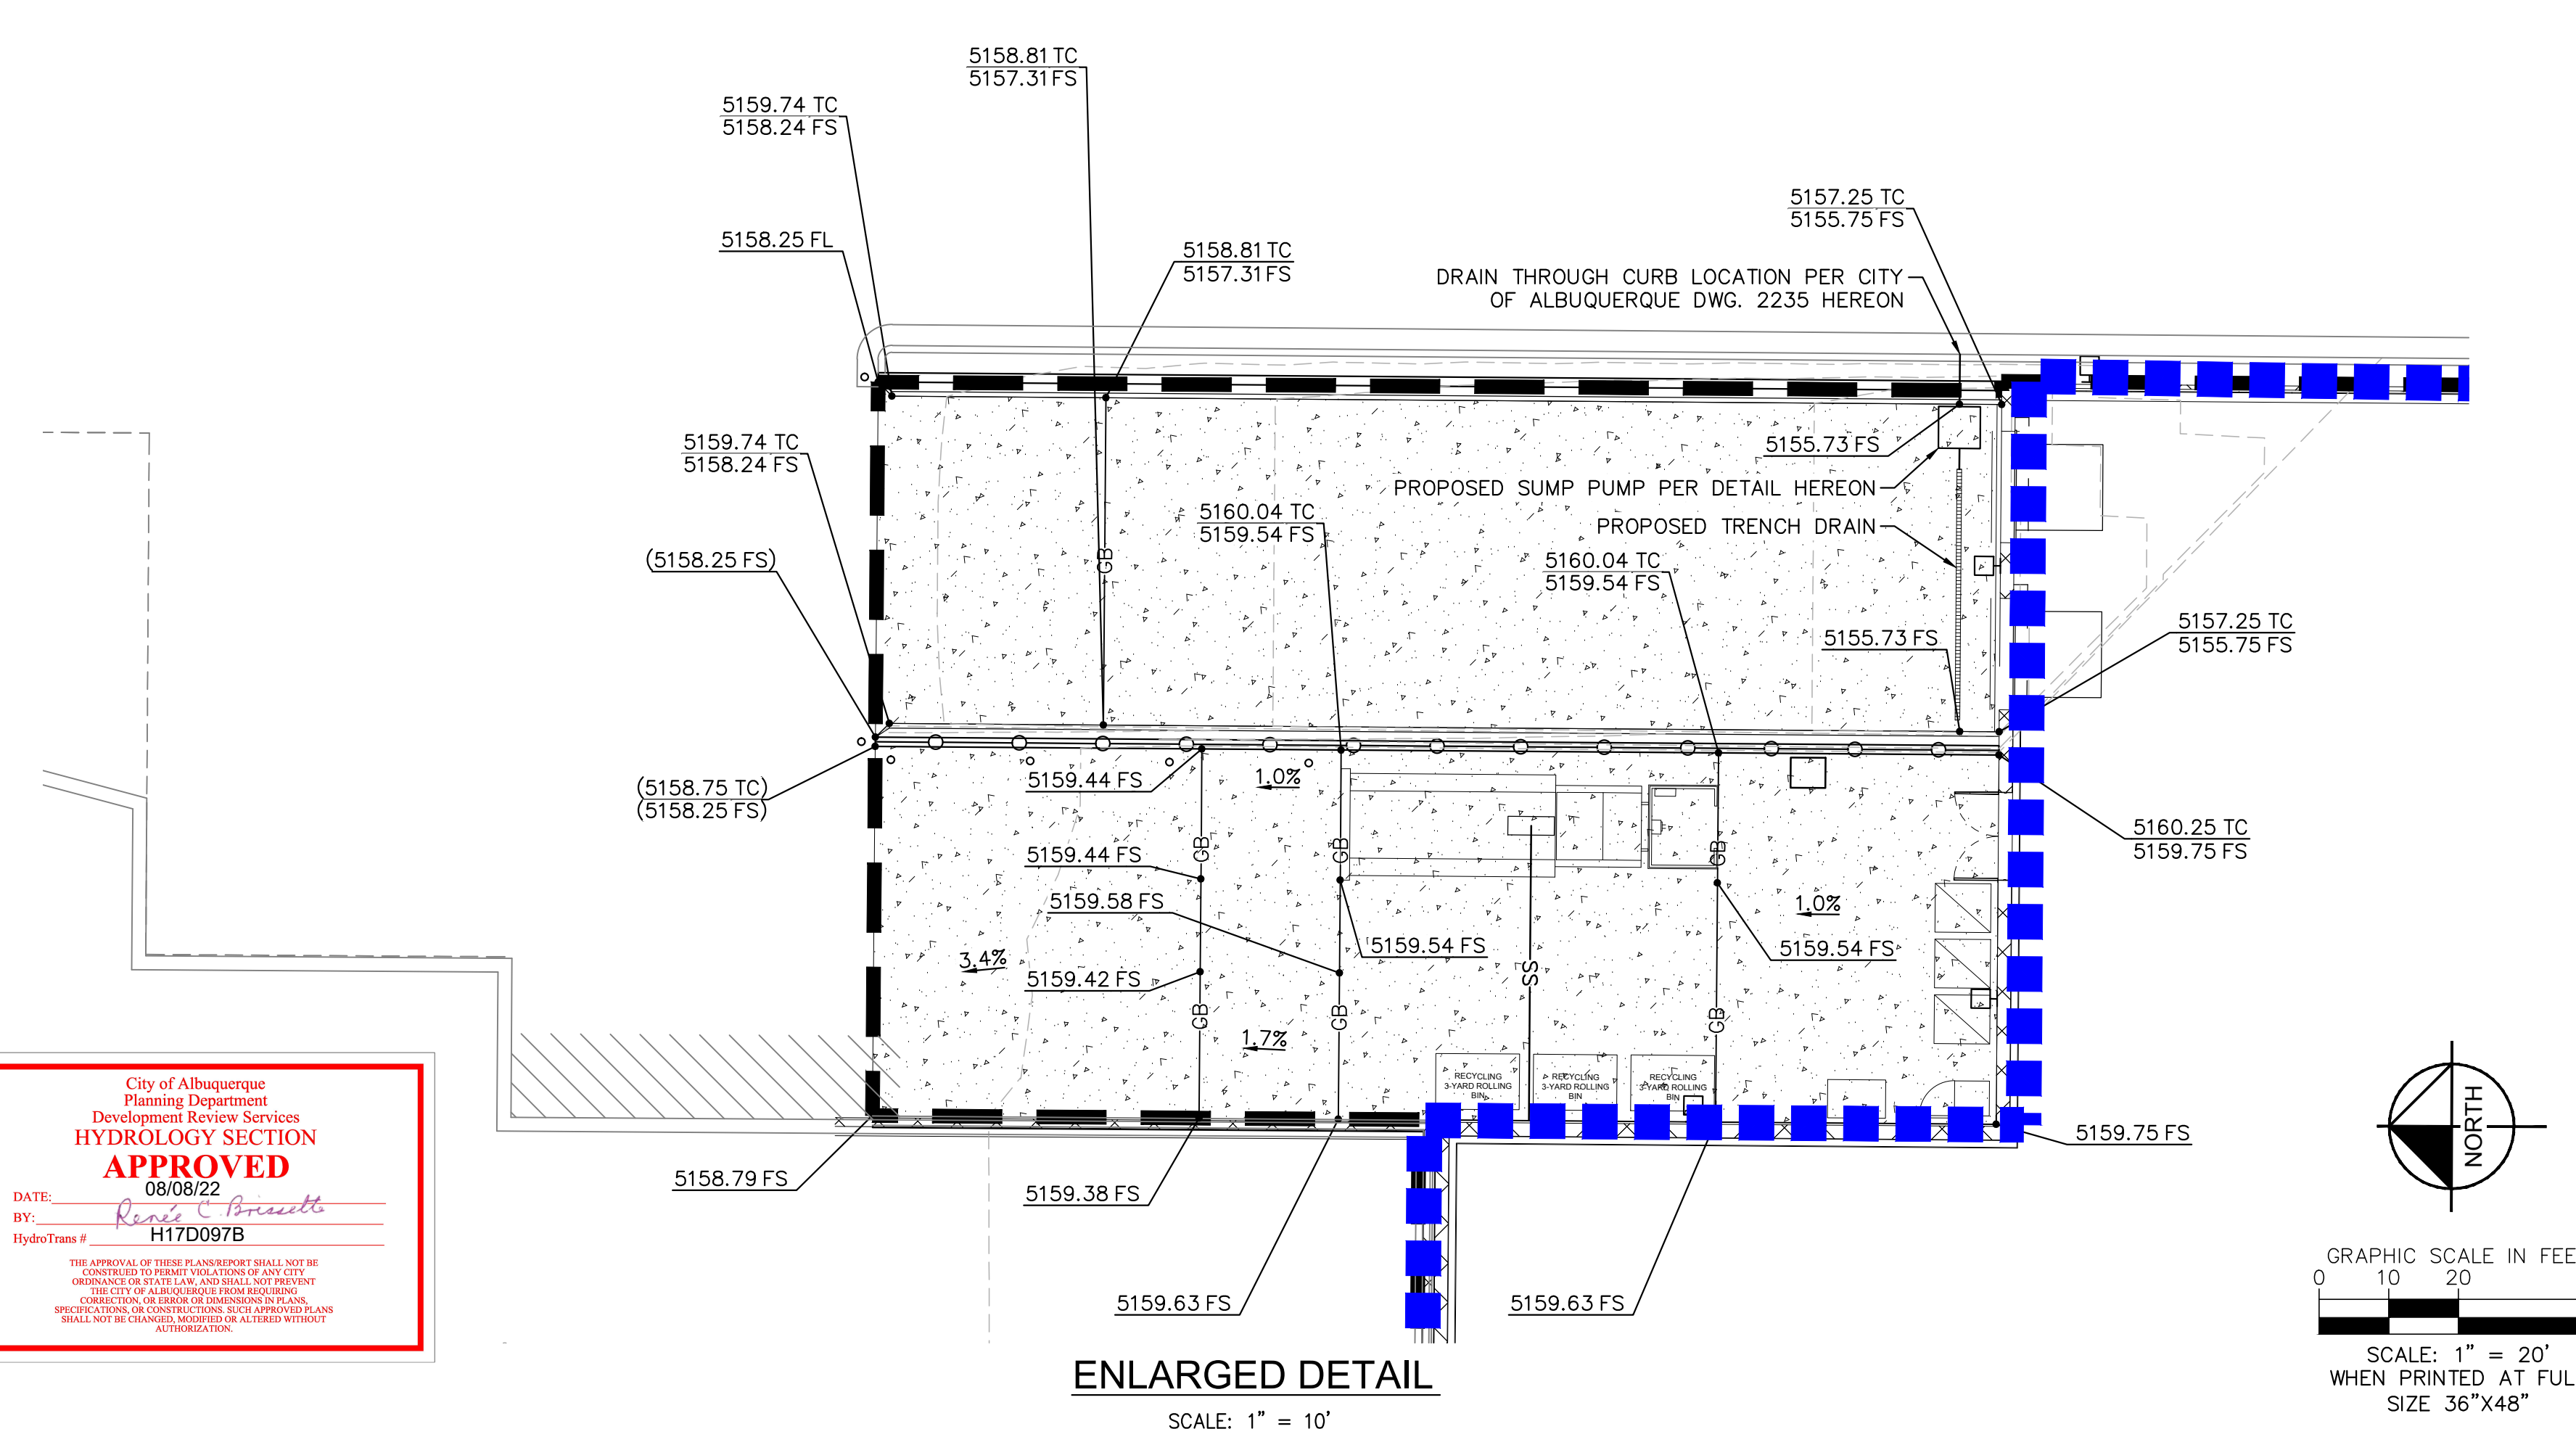 5158.81 TC
5157.31 FS
5159.74 TC
5158.24 FS
5157.25 TC
5155.75 FS
5158.25 FL
5158.81 TC
5157.31 FS
DRAIN THROUGH CURB LOCATION PER CITY
OF ALBUQUERQUE DWG. 2235 HEREON
5159.74 TC
5158.24 FS
5155.73 FS
PROPOSED SUMP PUMP PER DETAIL HEREON
5160.04 TC
5159.54 FS
PROPOSED TRENCH DRAIN
(5158.25 FS)
GB
5160.04 TC
5159.54 FS
5157.25 TC
5155.75 FS
5155.73 FS
(5158.75 TC)
(5158.25 FS)
5159.44 FS
1.0%
5160.25 TC
5159.75 FS
5159.44 FS
GB
GB
GB
5159.58 FS
1.0%
5159.54 FS
5159.54 FS
3.4%
5159.42 FS
SS
GB
GB
GB
1.7%
RECYCLING
3-YARD ROLLING
BIN
RECYCLING
3-YARD ROLLING
BIN
RECYCLING
3-YARD ROLLING
BIN
5159.75 FS
5158.79 FS
5159.38 FS
5159.63 FS
5159.63 FS
City of Albuquerque
Planning Department
Development Review Services
HYDROLOGY SECTION
APPROVED
DATE: 08/08/22
BY: Renée C. Brissette
HydroTrans # H17D097B
THE APPROVAL OF THESE PLANS/REPORT SHALL NOT BE
CONSTRUED TO PERMIT VIOLATIONS OF ANY CITY
ORDINANCE OR STATE LAW, AND SHALL NOT PREVENT
THE CITY OF ALBUQUERQUE FROM REQUIRING
CORRECTION, OR ERROR OR DIMENSIONS IN PLANS,
SPECIFICATIONS, OR CONSTRUCTIONS. SUCH APPROVED PLANS
SHALL NOT BE CHANGED, MODIFIED OR ALTERED WITHOUT
AUTHORIZATION.
NORTH
GRAPHIC SCALE IN FEE
0 10 20
SCALE: 1" = 20'
WHEN PRINTED AT FUL
SIZE 36"X48"
ENLARGED DETAIL
SCALE: 1" = 10'